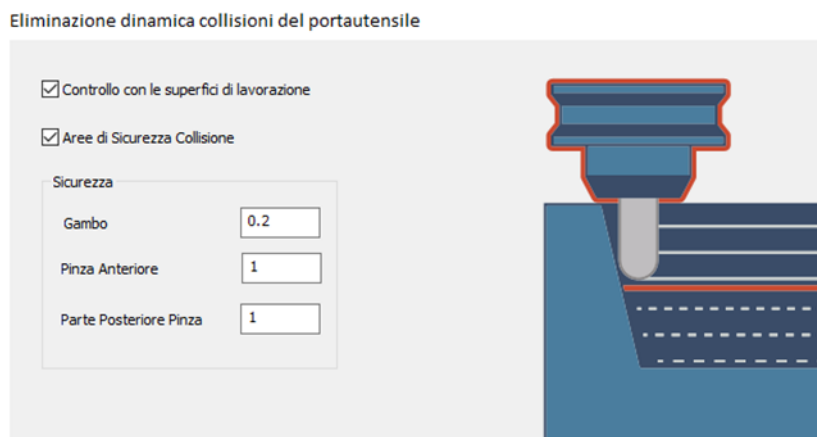 Eliminazione dinamica collisioni del portautensile
Controllo con le superfici di lavorazione
Aree di Sicurezza Collisione
Sicurezza
Gambo 0.2
Pinza Anteriore 1
Parte Posteriore Pinza 1